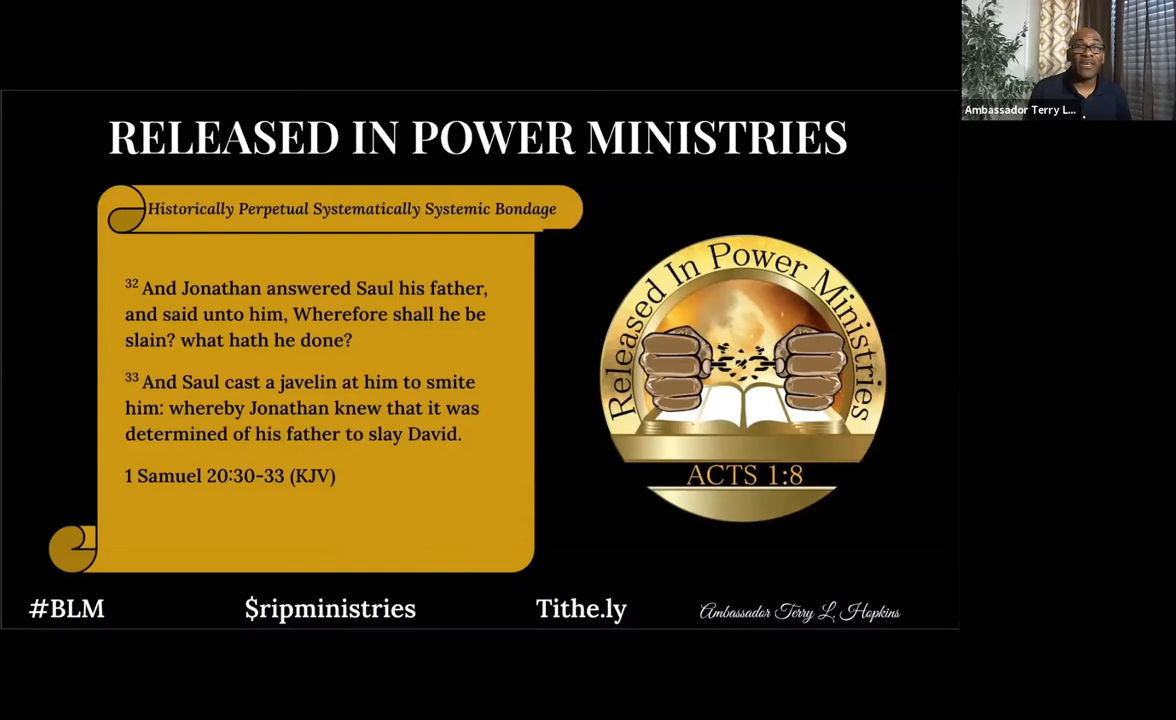 Ambassador Terry L...
RELEASED IN POWER MINISTRIES
Historically Perpetual Systematically Systemic Bondage
32 And Jonathan answered Saul his father,
and said unto him, Wherefore shall he be
slain? what hath he done?
33 And Saul cast a javelin at him to smite
him: whereby Jonathan knew that it was
determined of his father to slay David.
1 Samuel 20:30-33 (KJV)
Released In Power Ministries
ACTS 1:8
#BLM
$ripministries
Tithe.ly
Ambassador Terry L. Hopkins